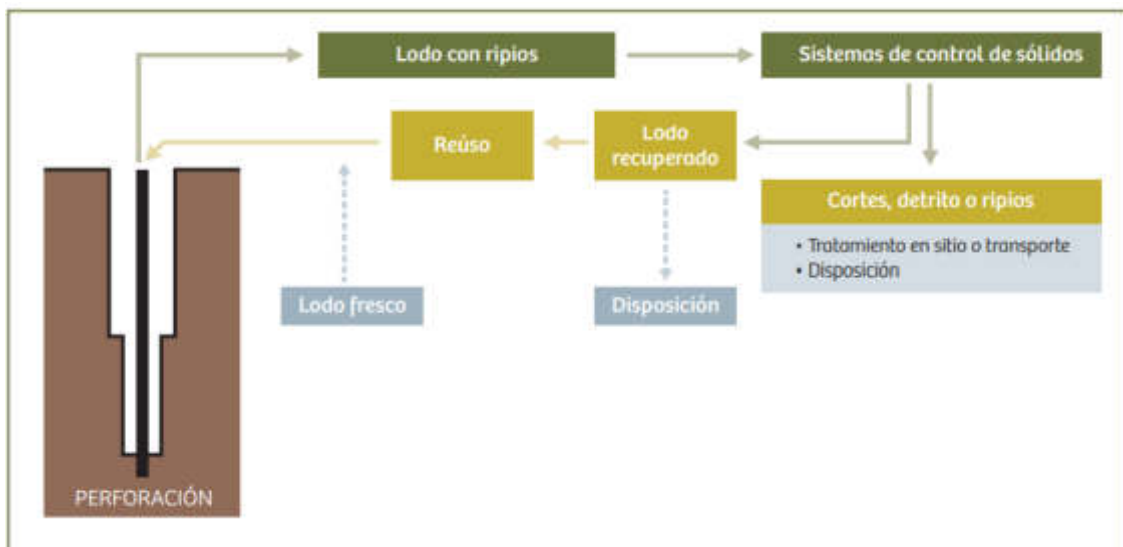 Lodo con ripios
Sistemas de control de sólidos
Reúso
Lodo
recuperado
Cortes, detrito o ripios
• Tratamiento en sitio o transporte
• Disposición
Lodo fresco
Disposición
PERFORACIÓN